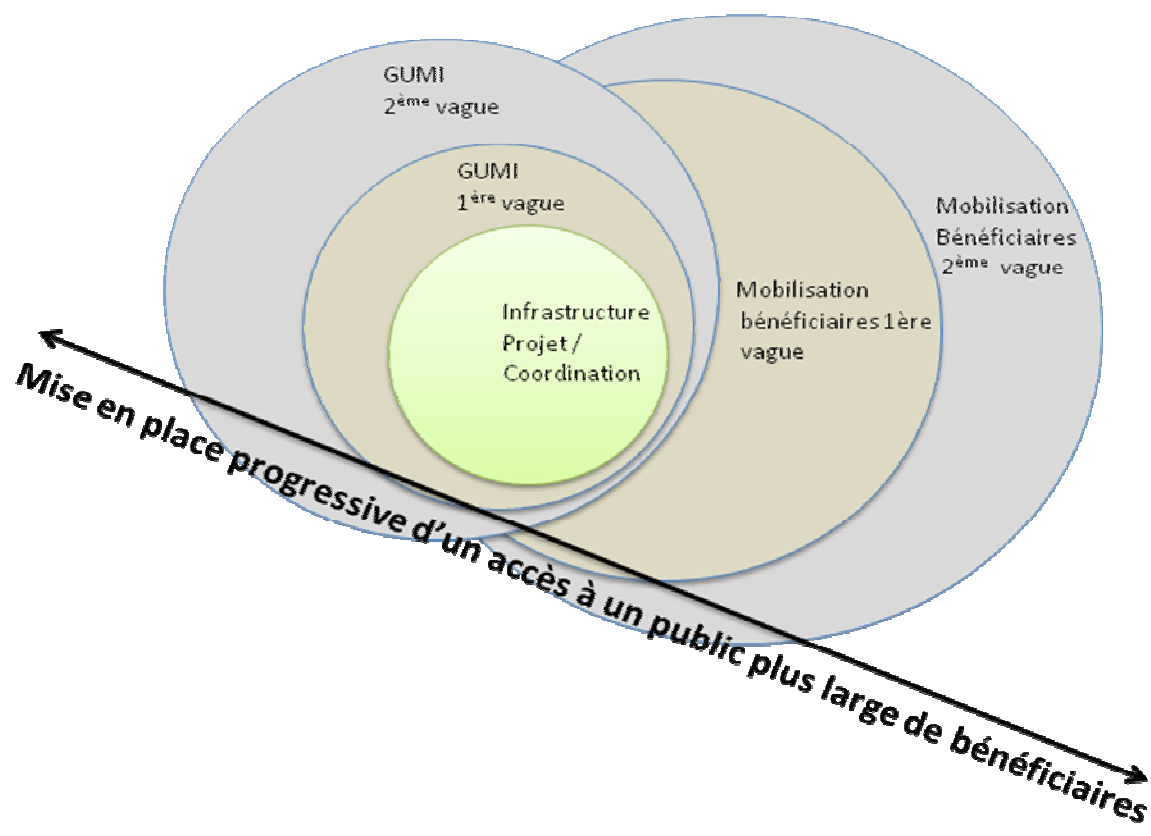 GUMI
2ème vague
GUMI
1ère vague
Infrastructure
Projet /
Coordination
Mobilisation
bénéficiaires 1ère
vague
Mobilisation
Bénéficiaires
2ème vague
Mise en place progressive d'un accès à un public plus large de bénéficiaires